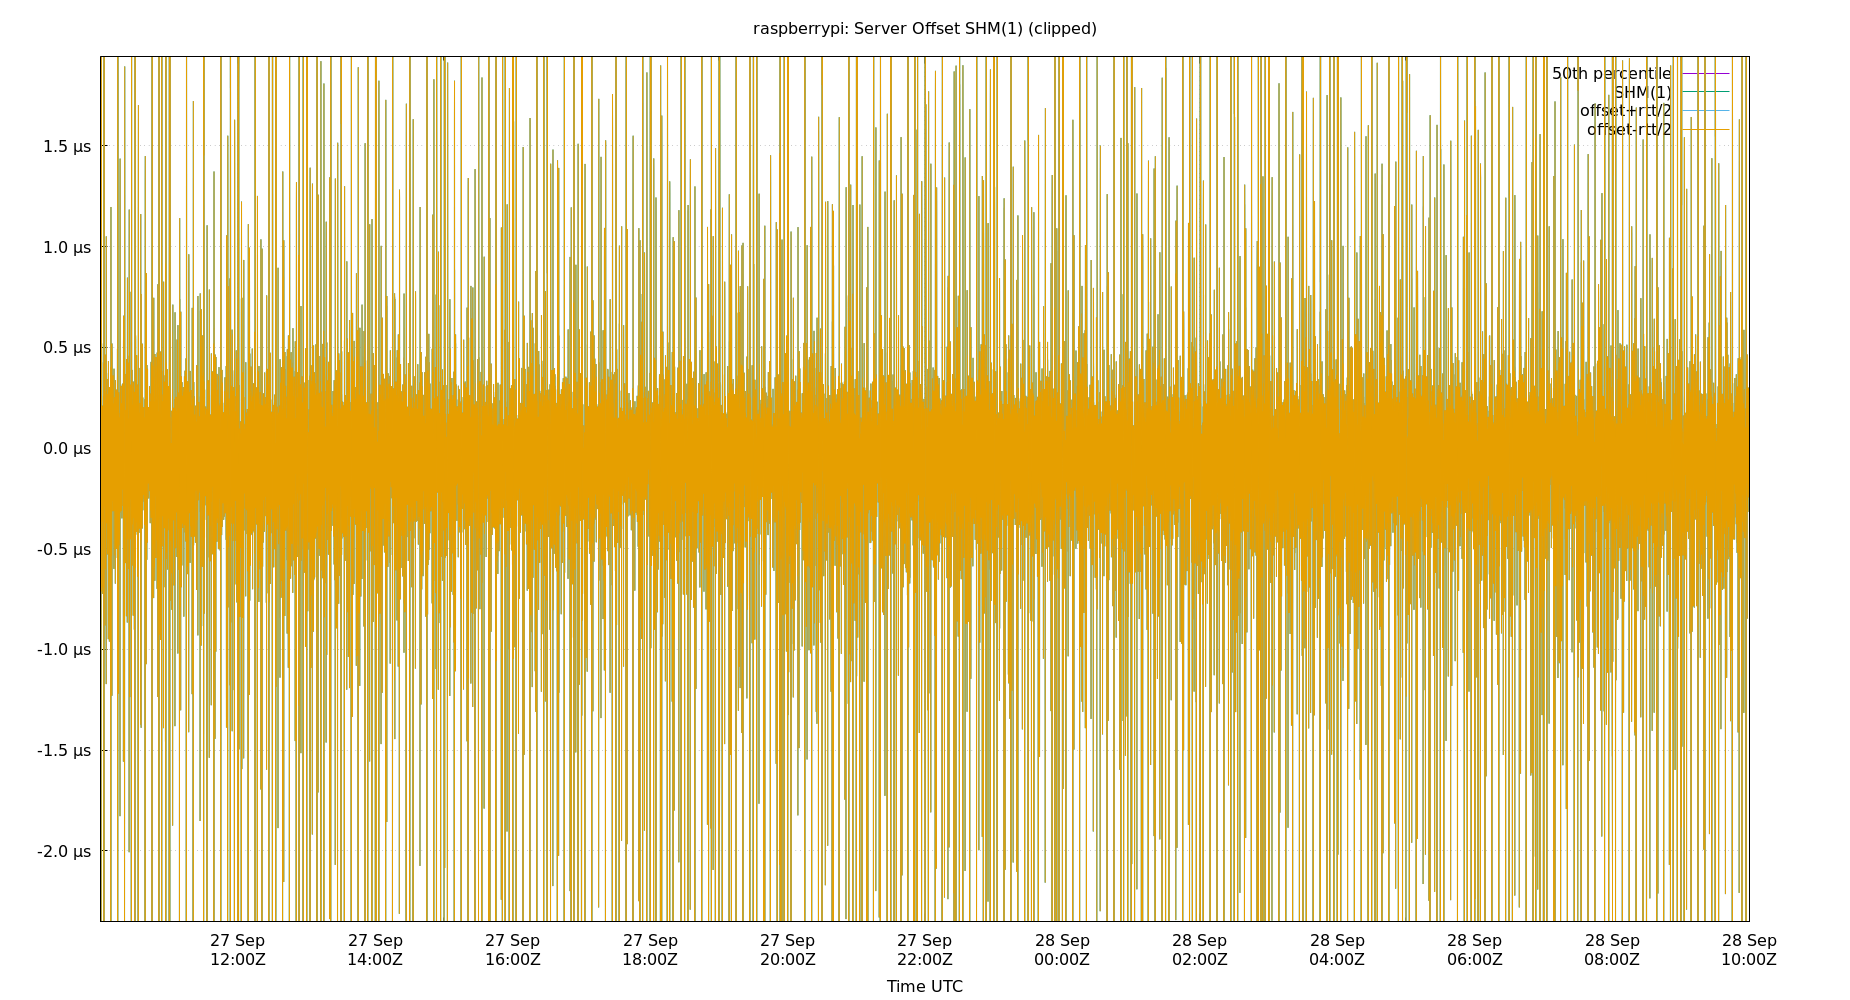 raspberrypi: Server Offset SHM(1) (clipped)
50th percentile
SHM(1)
offset+rtt/2
offset-rtt/2
1.5 µs
1.0 µs
0.5 µs
0.0 µs
-0.5 µs
-1.0 µs
-1.5 µs
-2.0 µs
27 Sep 27 Sep 27 Sep 27 Sep 27 Sep 27 Sep 28 Sep 28 Sep 28 Sep 28 Sep 28 Sep 28 Sep
12:00Z 14:00Z 16:00Z 18:00Z 20:00Z 22:00Z 00:00Z 02:00Z 04:00Z 06:00Z 08:00Z 10:00Z
Time UTC